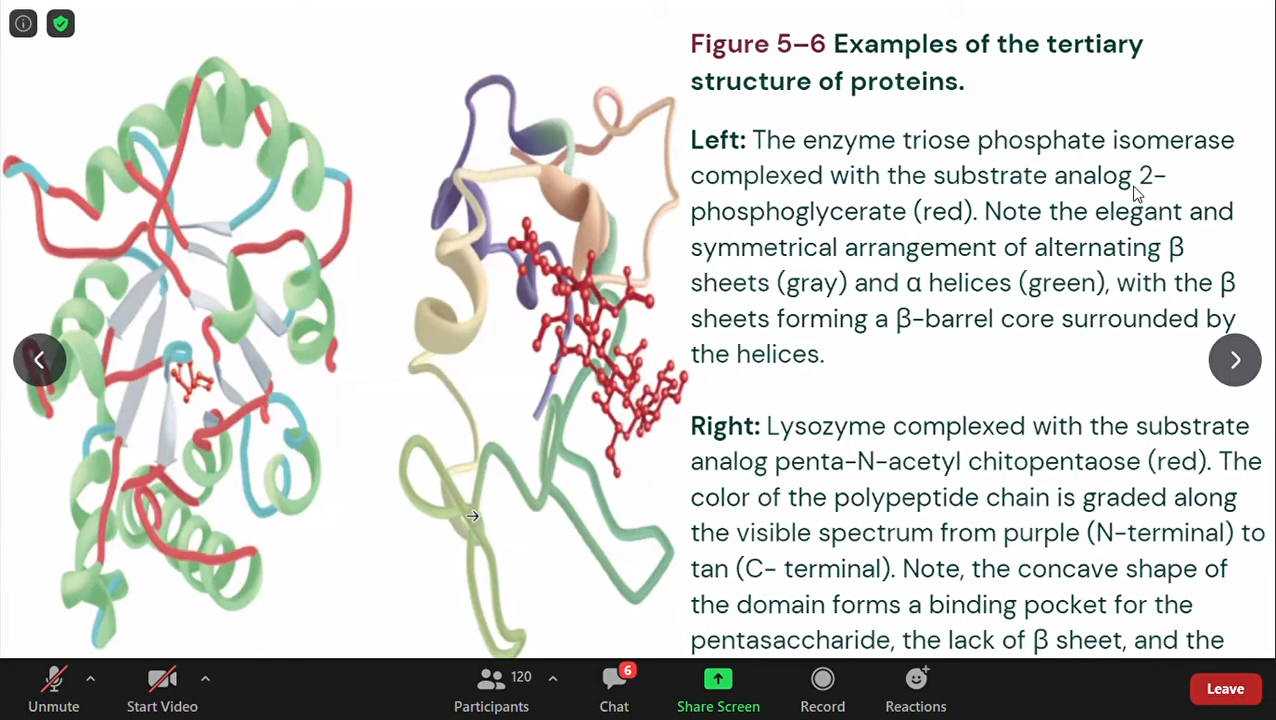 Figure 5–6 Examples of the tertiary
structure of proteins.
Left: The enzyme triose phosphate isomerase
complexed with the substrate analog 2-
phosphoglycerate (red). Note the elegant and
symmetrical arrangement of alternating β
sheets (gray) and α helices (green), with the β
sheets forming a β-barrel core surrounded by
the helices.
Right: Lysozyme complexed with the substrate
analog penta-N-acetyl chitopentaose (red). The
color of the polypeptide chain is graded along
the visible spectrum from purple (N-terminal) to
tan (C- terminal). Note, the concave shape of
the domain forms a binding pocket for the
pentasaccharide, the lack of β sheet, and the
Unmute
Start Video
120
Participants
6
Chat
Share Screen
Record
Reactions
Leave